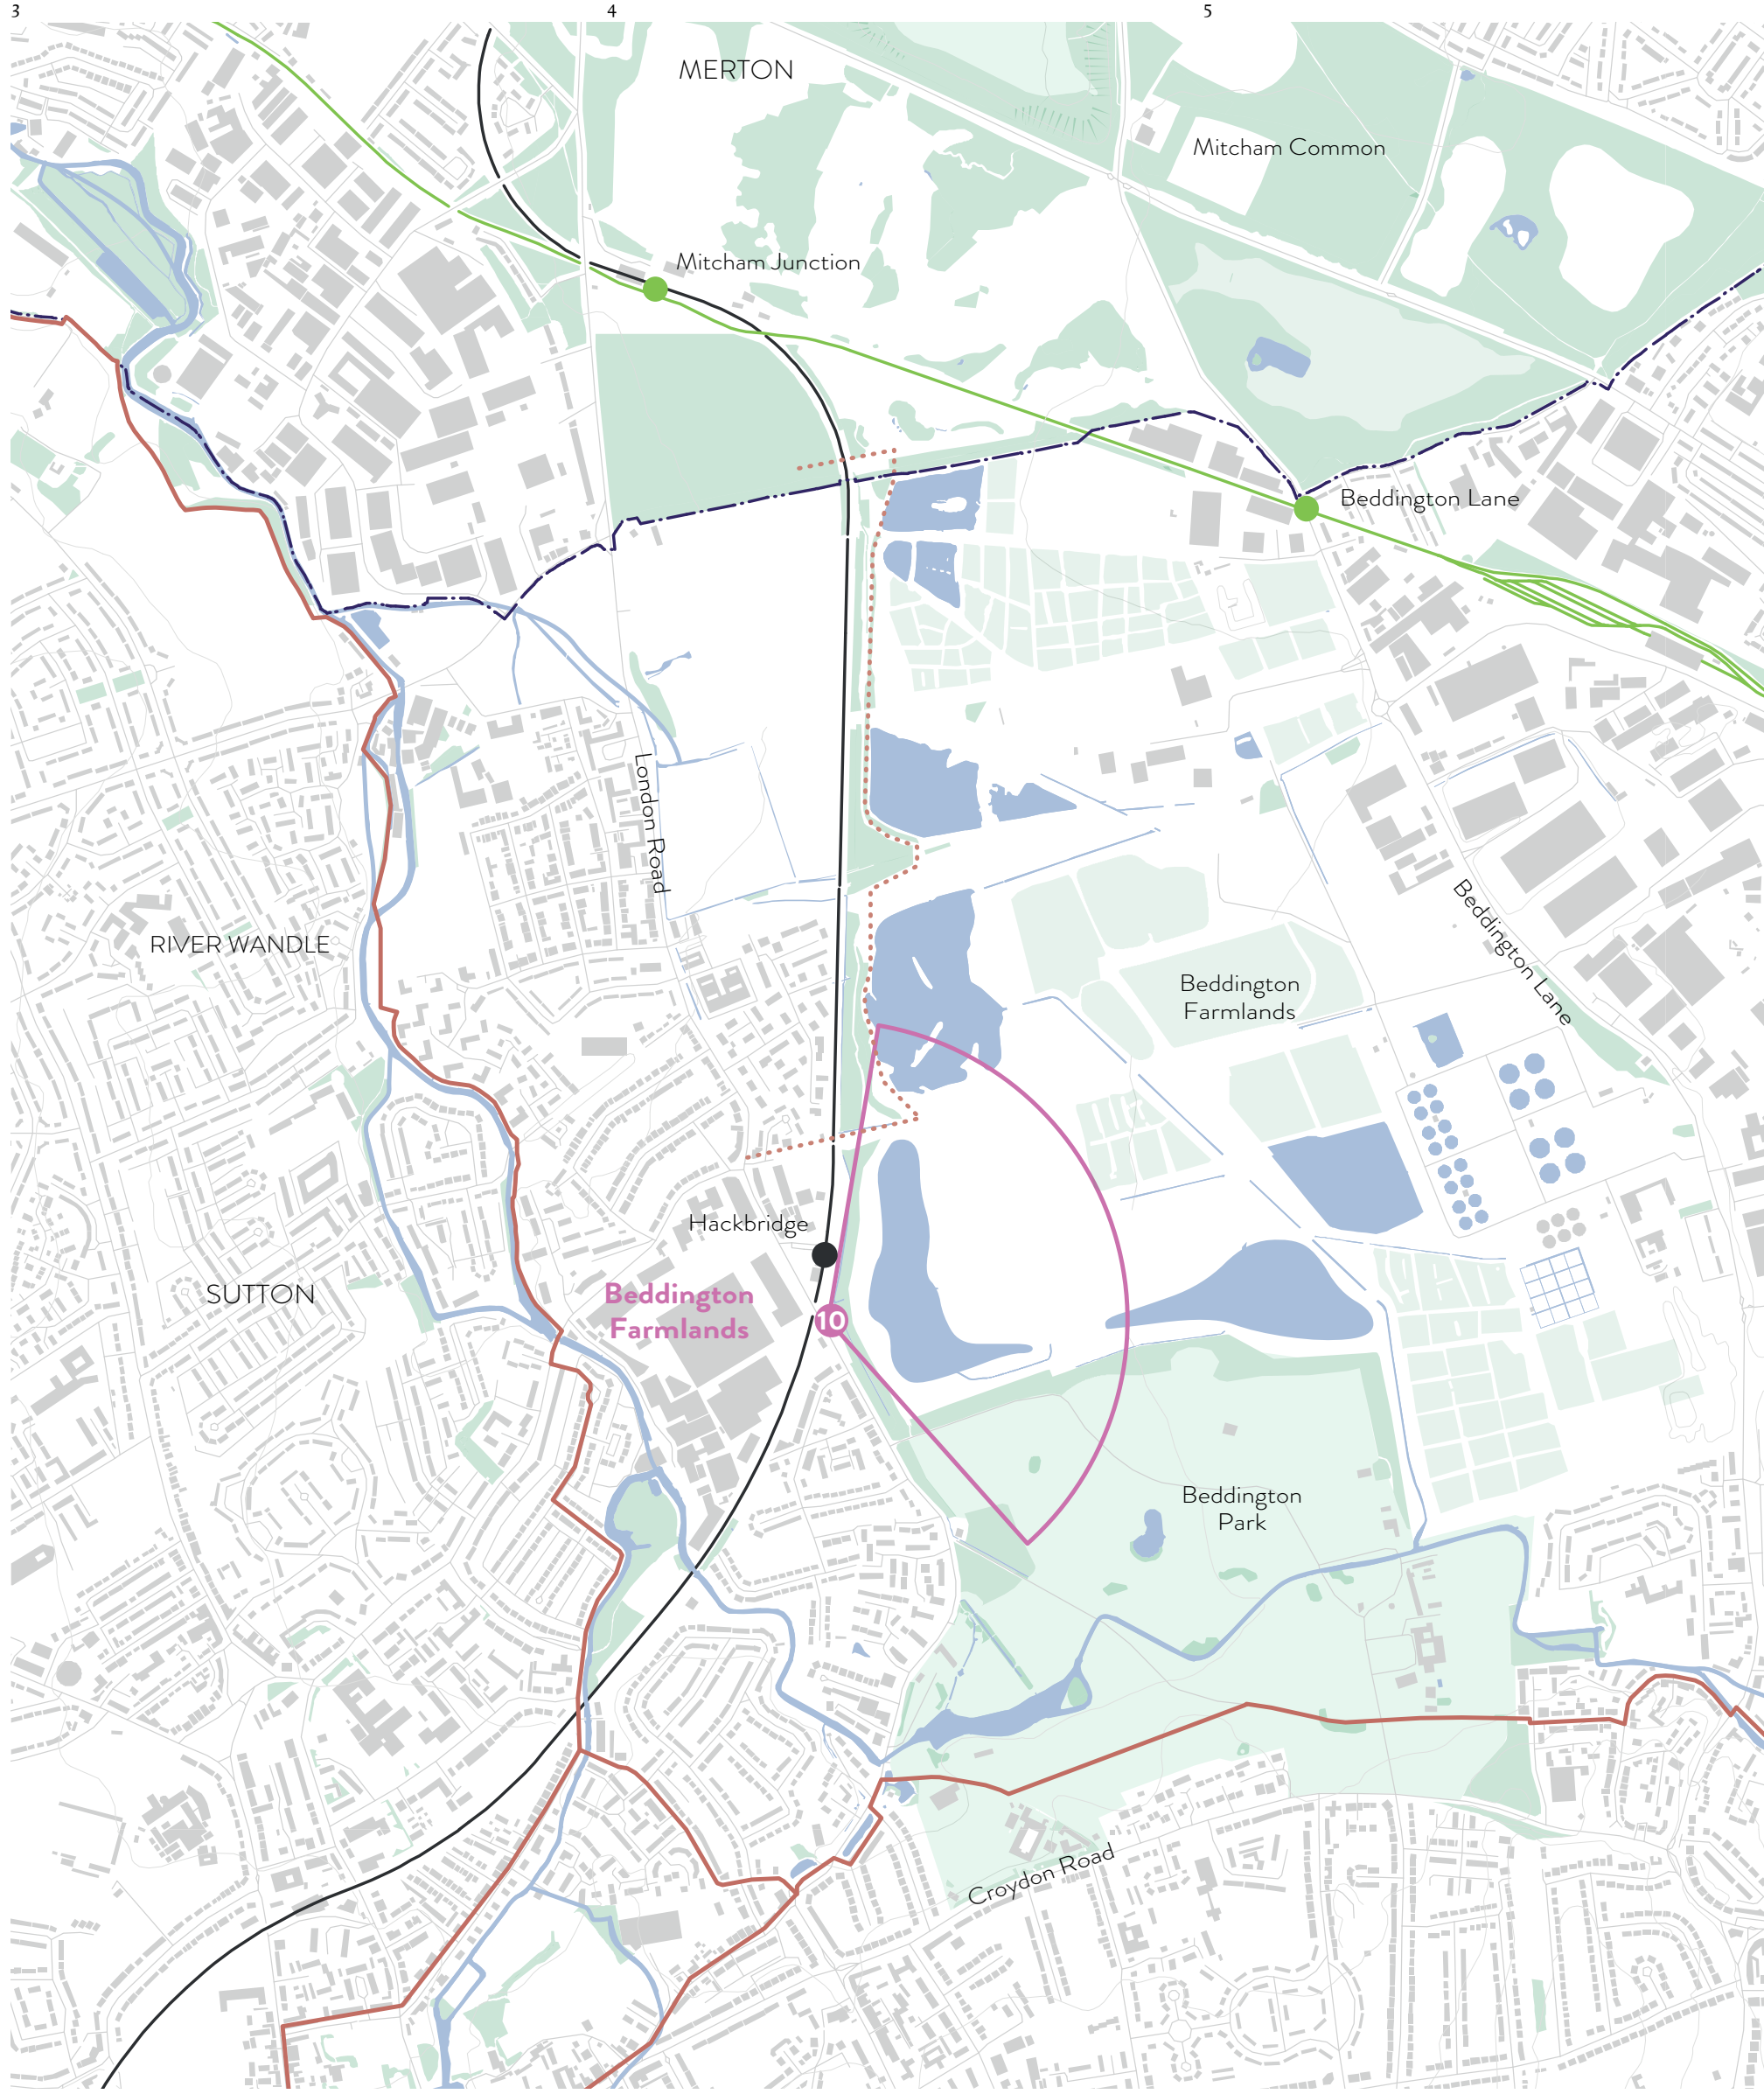 3
4
5
MERTON
Mitcham Common
Mitcham Junction
Beddington Lane
London Road
Beddington Lane
RIVER WANDLE
Beddington
Farmlands
Hackbridge
SUTTON
Beddington
Farmlands
10
Beddington
Park
Croydon Road